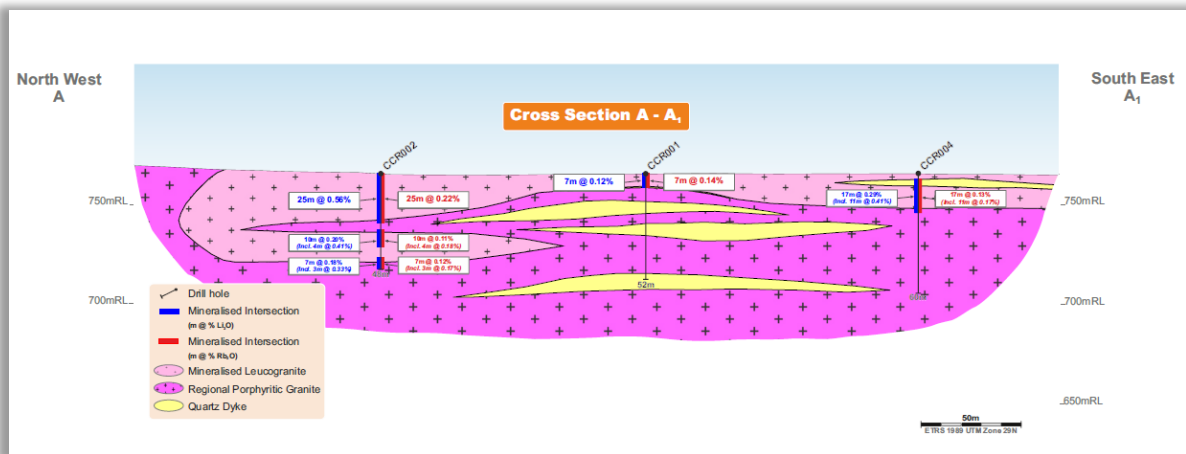 North West
A
South East
A₁
Cross Section A - A₁
CCR002
CCR001
CCR004
7m @ 0.12%
7m @ 0.14%
25m @ 0.56%
25m @ 0.22%
17m @ 0.29%
(Incl. 11m @ 0.41%)
17m @ 0.13%
(Incl. 11m @ 0.17%)
750mRL
750mRL
10m @ 0.20%
(Incl. 4m @ 0.41%)
10m @ 0.11%
(Incl. 4m @ 0.18%)
7m @ 0.18%
(Incl. 3m @ 0.33%)
7m @ 0.12%
(Incl. 3m @ 0.17%)
52m
700mRL
700mRL
Drill hole
Mineralised Intersection
(m @ % Li₂O)
Mineralised Intersection
(m @ % Rb₂O)
Mineralised Leucogranite
Regional Porphyritic Granite
Quartz Dyke
650mRL
50m
ETRS 1989 UTM Zone 29N